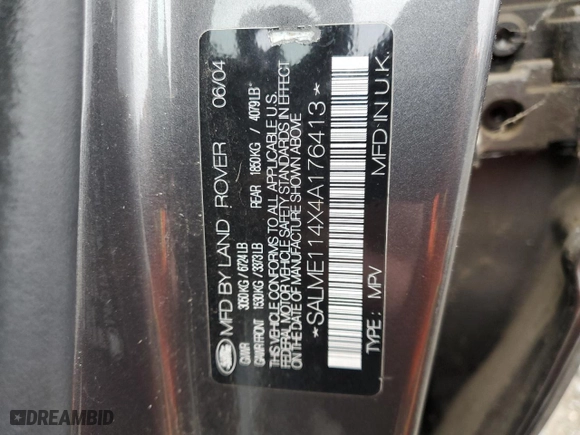 MFD BY LAND ROVER 06/04
GWR 3050 KG / 6724 LB
GWR FRONT 1530 KG / 3373 LB REAR 1850 KG / 4079 LB
THIS VEHICLE CONFORMS TO ALL APPLICABLE U.S.
FEDERAL MOTOR VEHICLE SAFETY STANDARDS IN EFFECT
ON THE DATE OF MANUFACTURE SHOWN ABOVE
*SALME114X4A176413*
TYPE: MPV MFD IN U.K.
DREAMBID